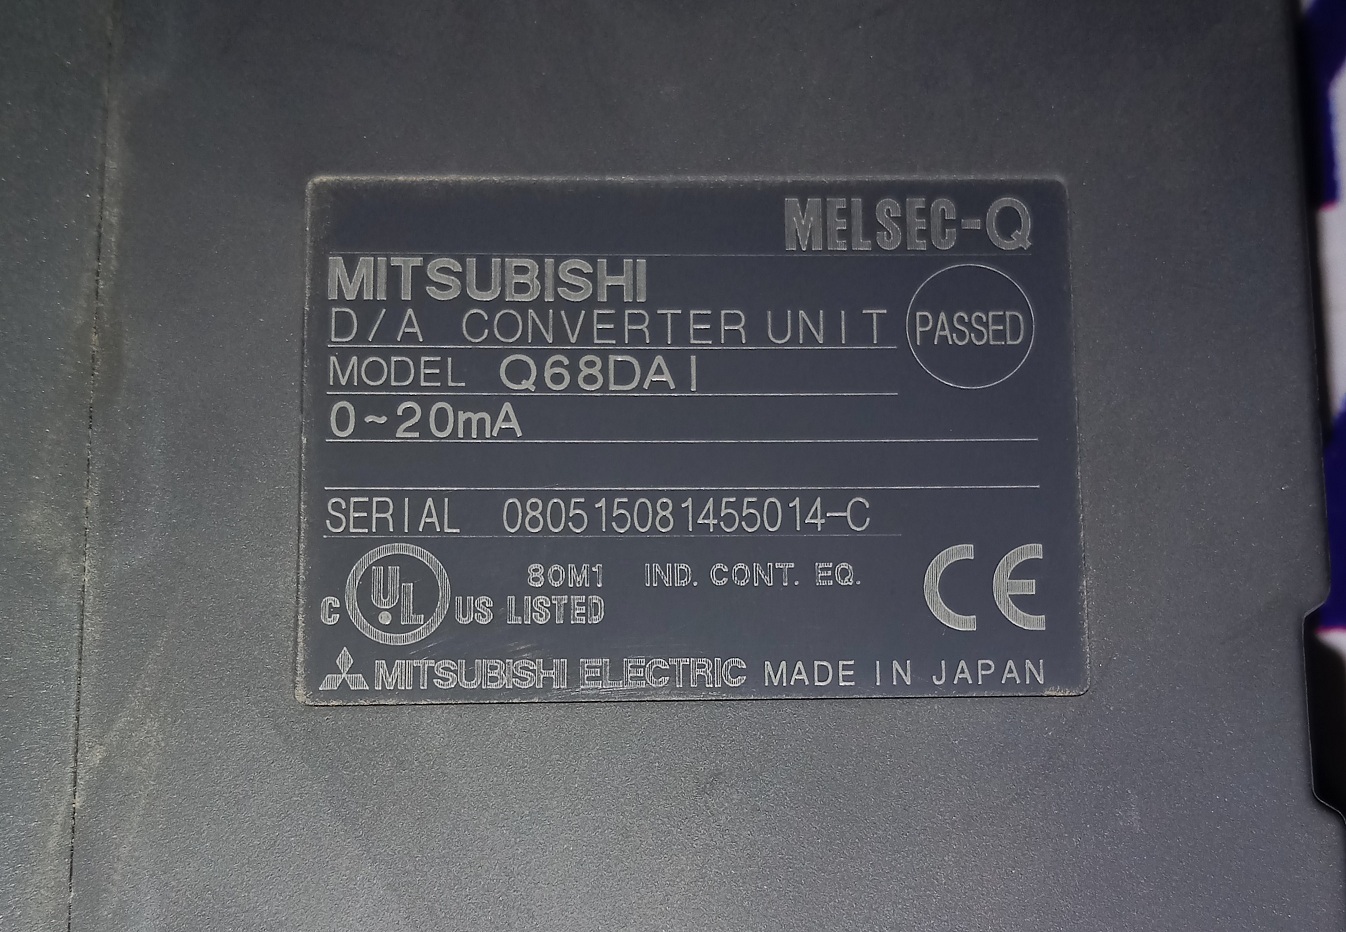 MELSEC-Q
MITSUBISHI
D/A CONVERTER UNIT
PASSED
MODEL Q68DAI
0~20mA
SERIAL 080515081455014-C
C UL US LISTED
80M1 IND. CONT. EQ.
CE
MITSUBISHI ELECTRIC MADE IN JAPAN